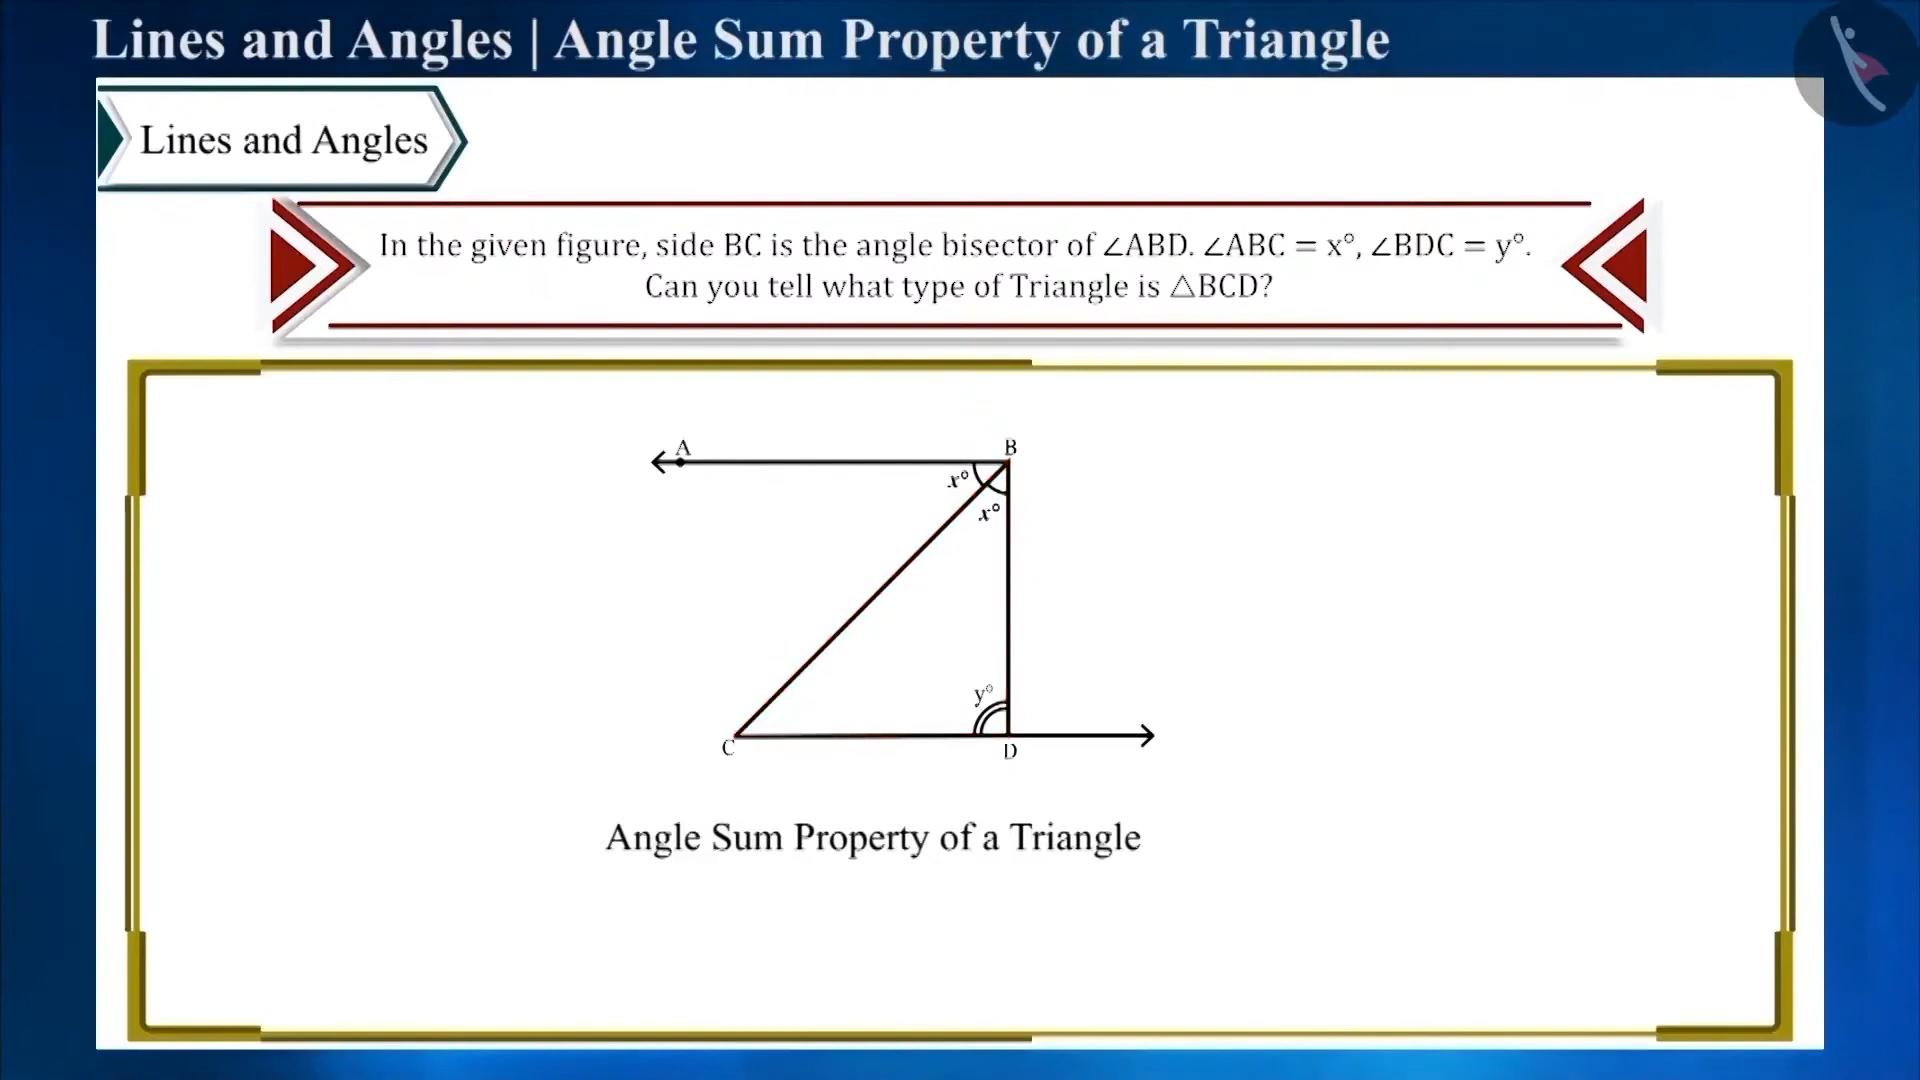 Lines and Angles | Angle Sum Property of a Triangle
Lines and Angles
In the given figure, side BC is the angle bisector of ∠ABD. ∠ABC = x°, ∠BDC = y°.
Can you tell what type of Triangle is △BCD?
A B
x°
x°
y°
C D
Angle Sum Property of a Triangle